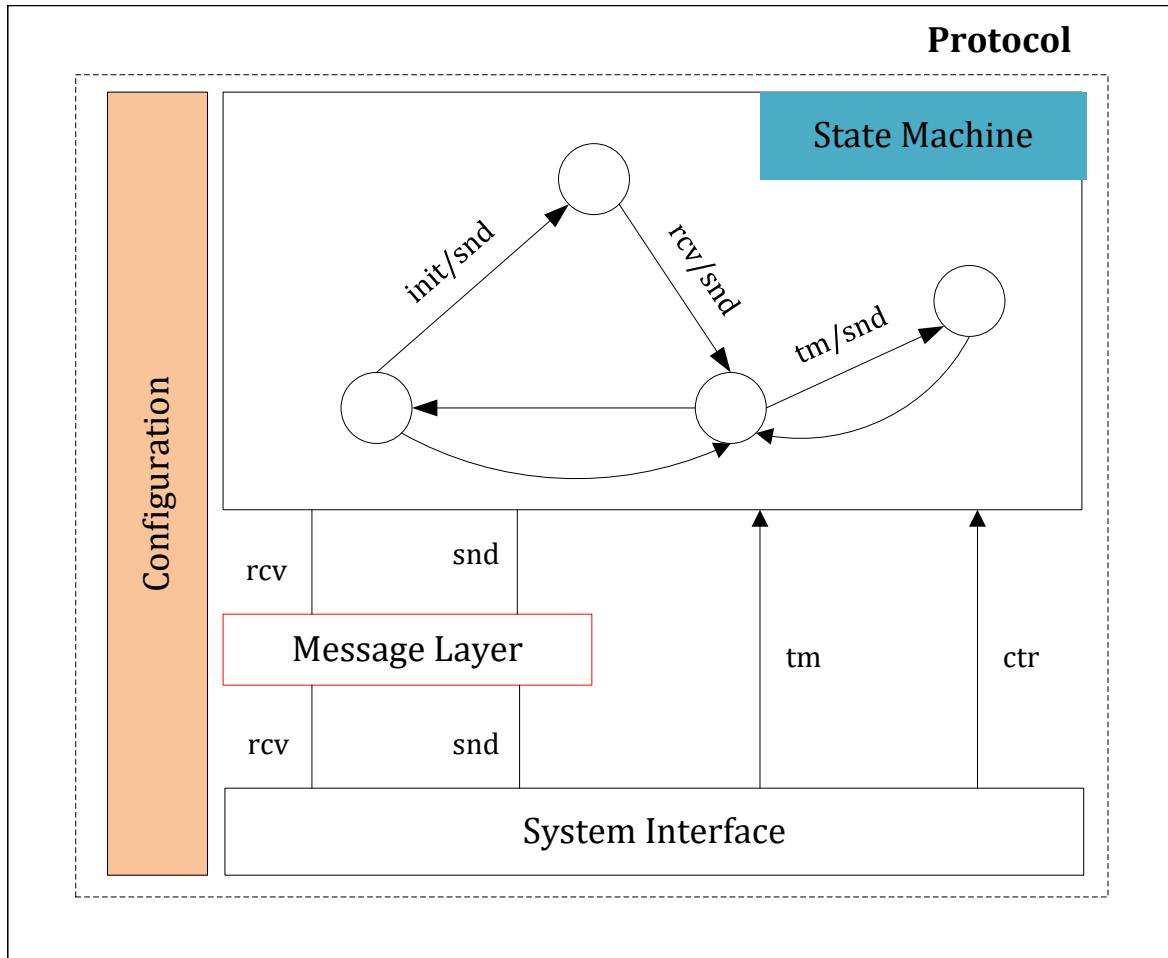 Protocol
State Machine
init/snd
rcv/snd
tm/snd
Configuration
rcv
snd
Message Layer
tm
ctr
rcv
snd
System Interface